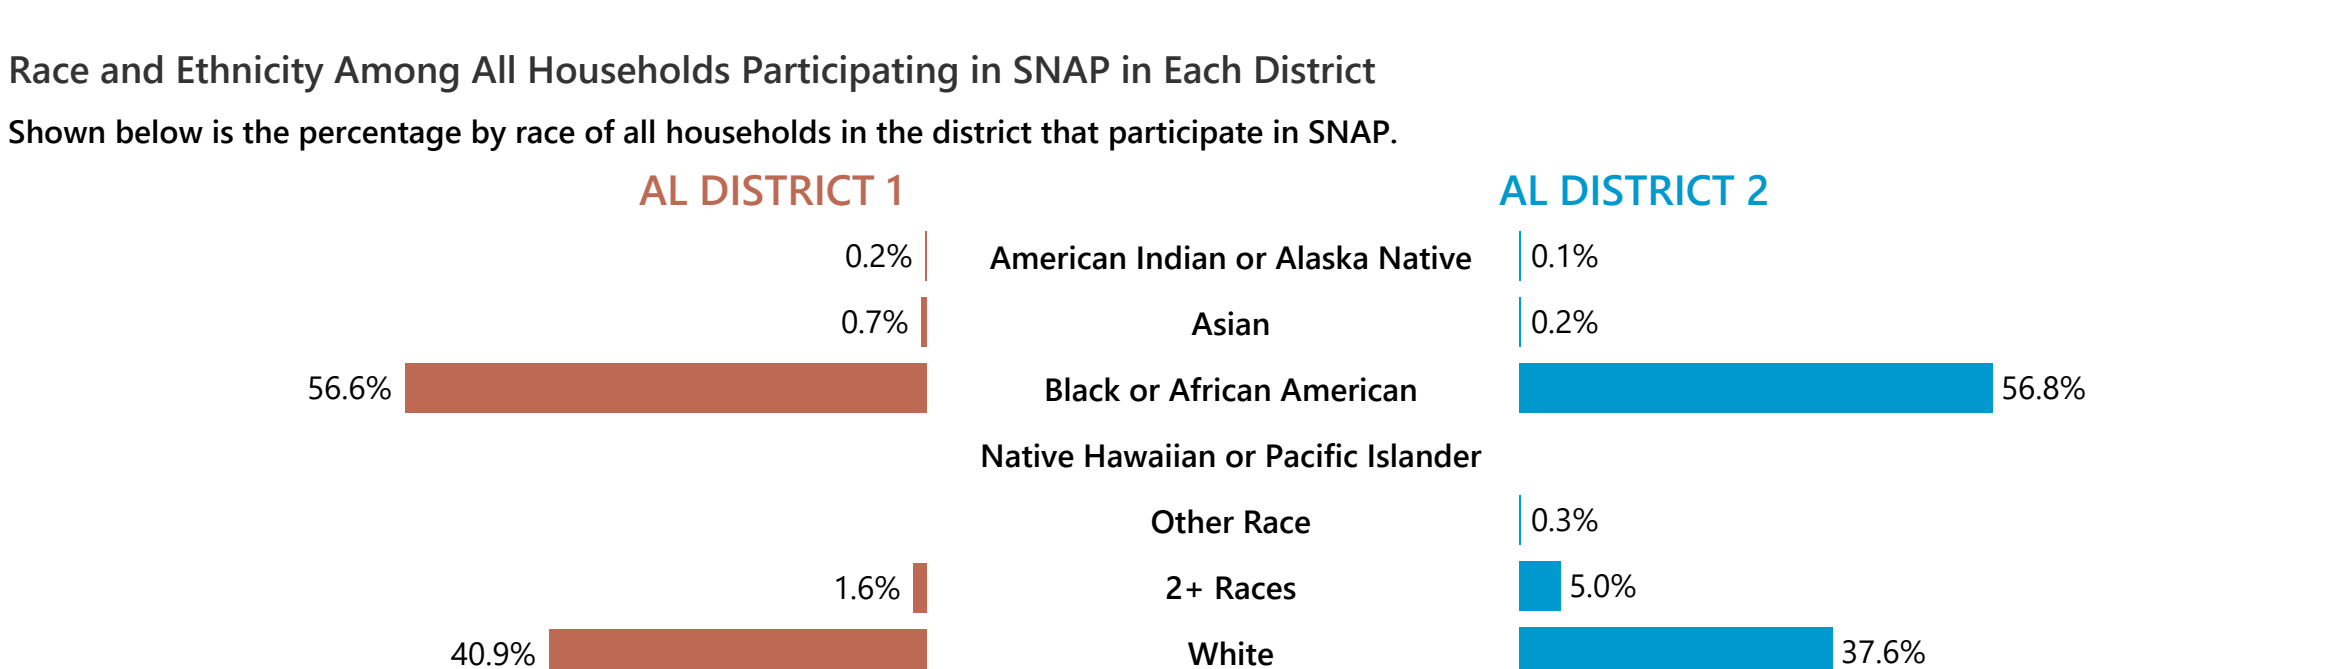 Race and Ethnicity Among All Households Participating in SNAP in Each District
Shown below is the percentage by race of all households in the district that participate in SNAP.
AL DISTRICT 1 AL DISTRICT 2
0.2% American Indian or Alaska Native 0.1%
0.7% Asian 0.2%
56.6% Black or African American 56.8%
Native Hawaiian or Pacific Islander
Other Race 0.3%
1.6% 2+ Races 5.0%
40.9% White 37.6%